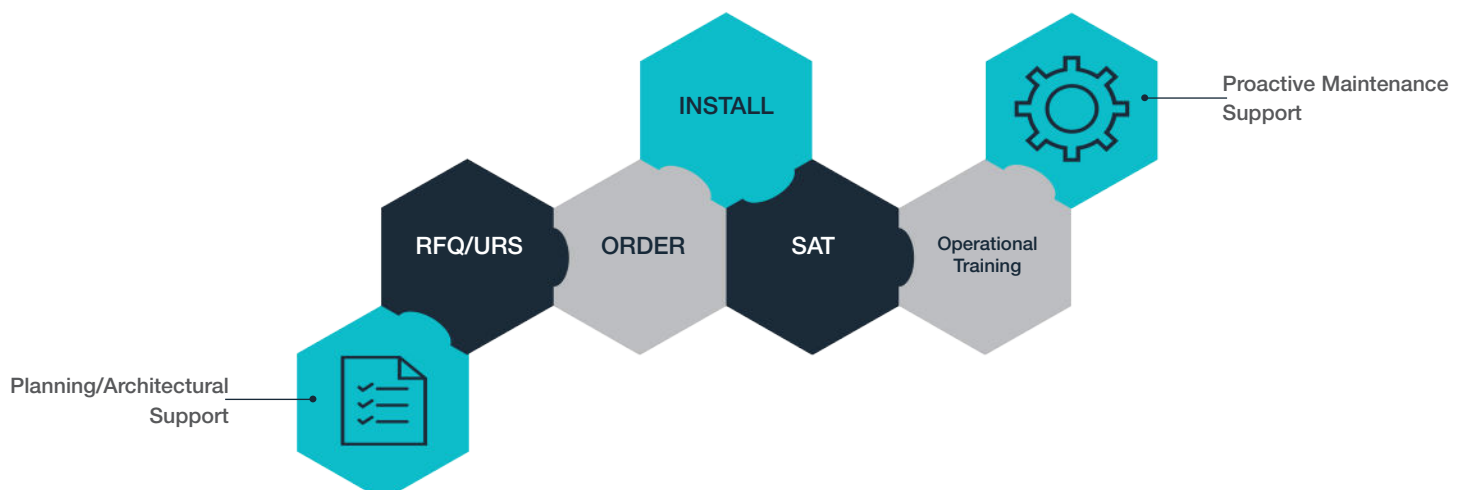 Planning/Architectural
Support
RFQ/URS
ORDER
INSTALL
SAT
Operational
Training
Proactive Maintenance
Support